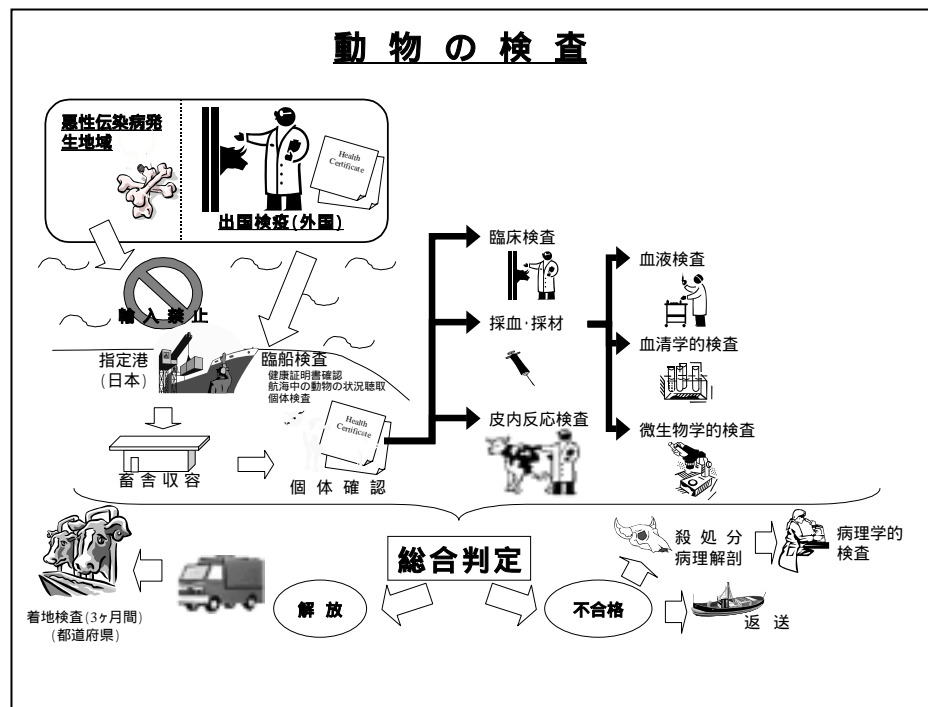 動物の検査
悪性伝染病発
生地域
Health
Certificate
出国検疫(外国)
輸入禁止
指定港
(日本)
臨船検査
健康証明書確認
航海中の動物の状況聴取
個体検査
畜舎収容
Health
Certificate
個体確認
臨床検査
採血・採材
皮内反応検査
血液検査
血清学的検査
微生物学的検査
総合判定
解放
着地検査(3ヶ月間)
(都道府県)
不合格
殺処分
病理解剖
病理学的
検査
返送